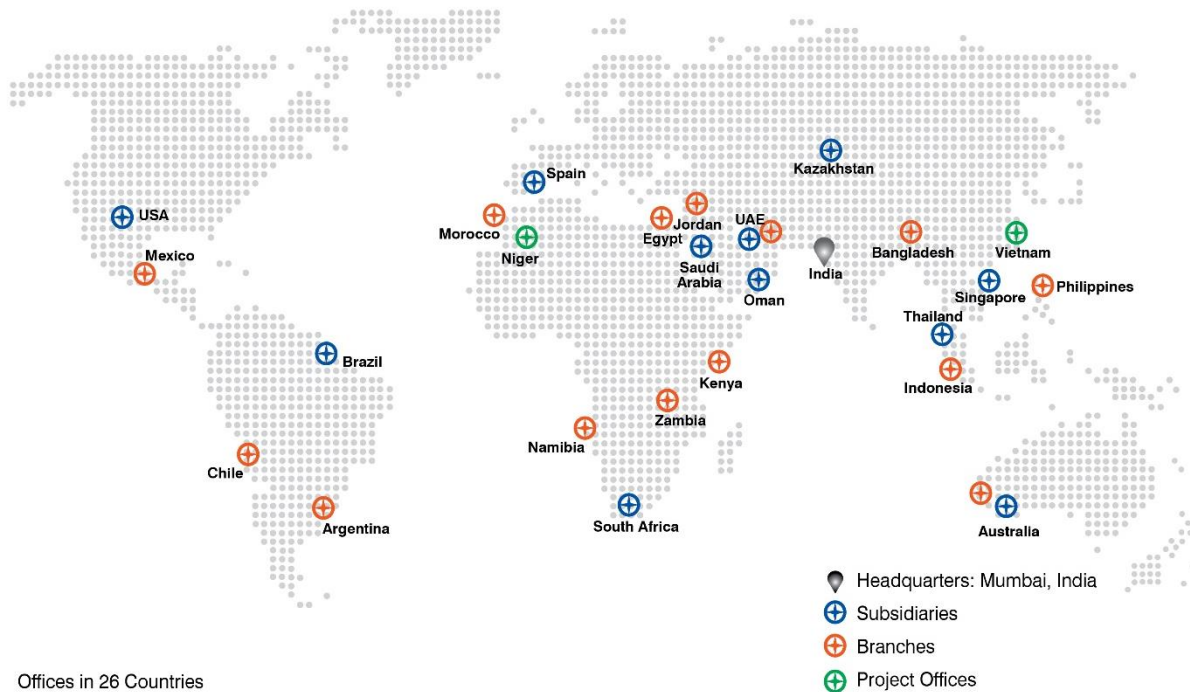 Kazakhstan
Spain
USA
Morocco
Jordan
UAE
Egypt
Bangladesh
Vietnam
Niger
Mexico
Saudi
Arabia
India
Oman
Singapore
Philippines
Thailand
Brazil
Kenya
Indonesia
Zambia
Namibia
Chile
Argentina
South Africa
Australia
Headquarters: Mumbai, India
Subsidiaries
Branches
Project Offices
Offices in 26 Countries